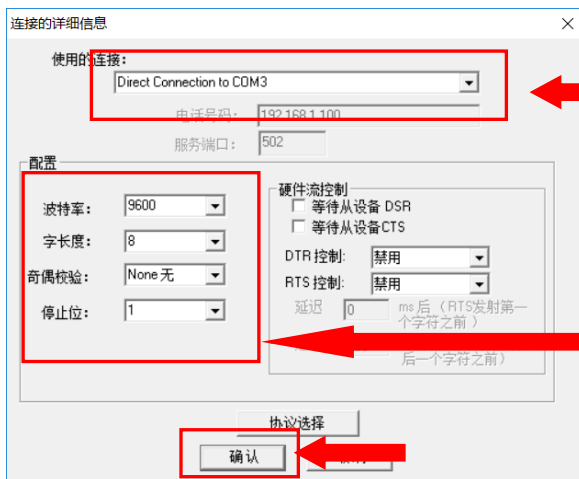 连接的详细信息
使用的连接:
Direct Connection to COM3
电话号码: 192.168.1.100
服务端口: 502
配置
波特率: 9600
字长度: 8
奇偶校验: None 无
停止位: 1
硬件流控制
等待从设备 DSR
等待从设备CTS
DTR 控制: 禁用
RTS 控制: 禁用
延迟 0 ms 后 (RTS发射第一
个字符之前 )
后一个字符之前)
协议选择
确认